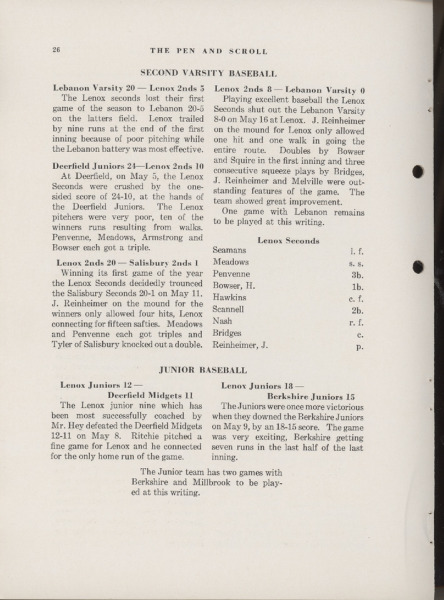 26
THE PEN AND SCROLL
SECOND VARSITY BASEBALL
Lebanon Varsity 20 — Lenox 2nds 5
The Lenox seconds lost their first
game of the season to Lebanon 20-5
on the latters field. Lenox trailed
by nine runs at the end of the first
inning because of poor pitching while
the Lebanon battery was most effective.
Deerfield Juniors 24—Lenox 2nds 10
At Deerfield, on May 5, the Lenox
Seconds were crushed by the one-
sided score of 24-10, at the hands of
the Deerfield Juniors. The Lenox
pitchers were very poor, ten of the
winners runs resulting from walks.
Penvenne, Meadows, Armstrong and
Bowser each got a triple.
Lenox 2nds 20 — Salisbury 2nds 1
Winning its first game of the year
the Lenox Seconds decidedly trounced
the Salisbury Seconds 20-1 on May 11.
J. Reinheimer on the mound for the
winners only allowed four hits, Lenox
connecting for fifteen safties. Meadows
and Penvenne each got triples and
Tyler of Salisbury knocked out a double.
Lenox 2nds 8 — Lebanon Varsity 0
Playing excellent baseball the Lenox
Seconds shut out the Lebanon Varsity
8-0 on May 16 at Lenox. J. Reinheimer
on the mound for Lenox only allowed
one hit and one walk in going the
entire route. Doubles by Bowser
and Squire in the first inning and three
consecutive squeeze plays by Bridges,
J. Reinheimer and Melville were out-
standing features of the game. The
team showed great improvement.
One game with Lebanon remains
to be played at this writing.
Lenox Seconds
Seamans l. f.
Meadows s. s.
Penvenne 3b.
Bowser, H. 1b.
Hawkins c. f.
Scannell 2b.
Nash r. f.
Bridges c.
Reinheimer, J. p.
JUNIOR BASEBALL
Lenox Juniors 12 —
Deerfield Midgets 11
The Lenox junior nine which has
been most successfully coached by
Mr. Hey defeated the Deerfield Midgets
12-11 on May 8. Ritchie pitched a
fine game for Lenox and he connected
for the only home run of the game.
Lenox Juniors 18 —
Berkshire Juniors 15
The Juniors were once more victorious
when they downed the Berkshire Juniors
on May 9, by an 18-15 score. The game
was very exciting, Berkshire getting
seven runs in the last half of the last
inning.
The Junior team has two games with
Berkshire and Millbrook to be play-
ed at this writing.